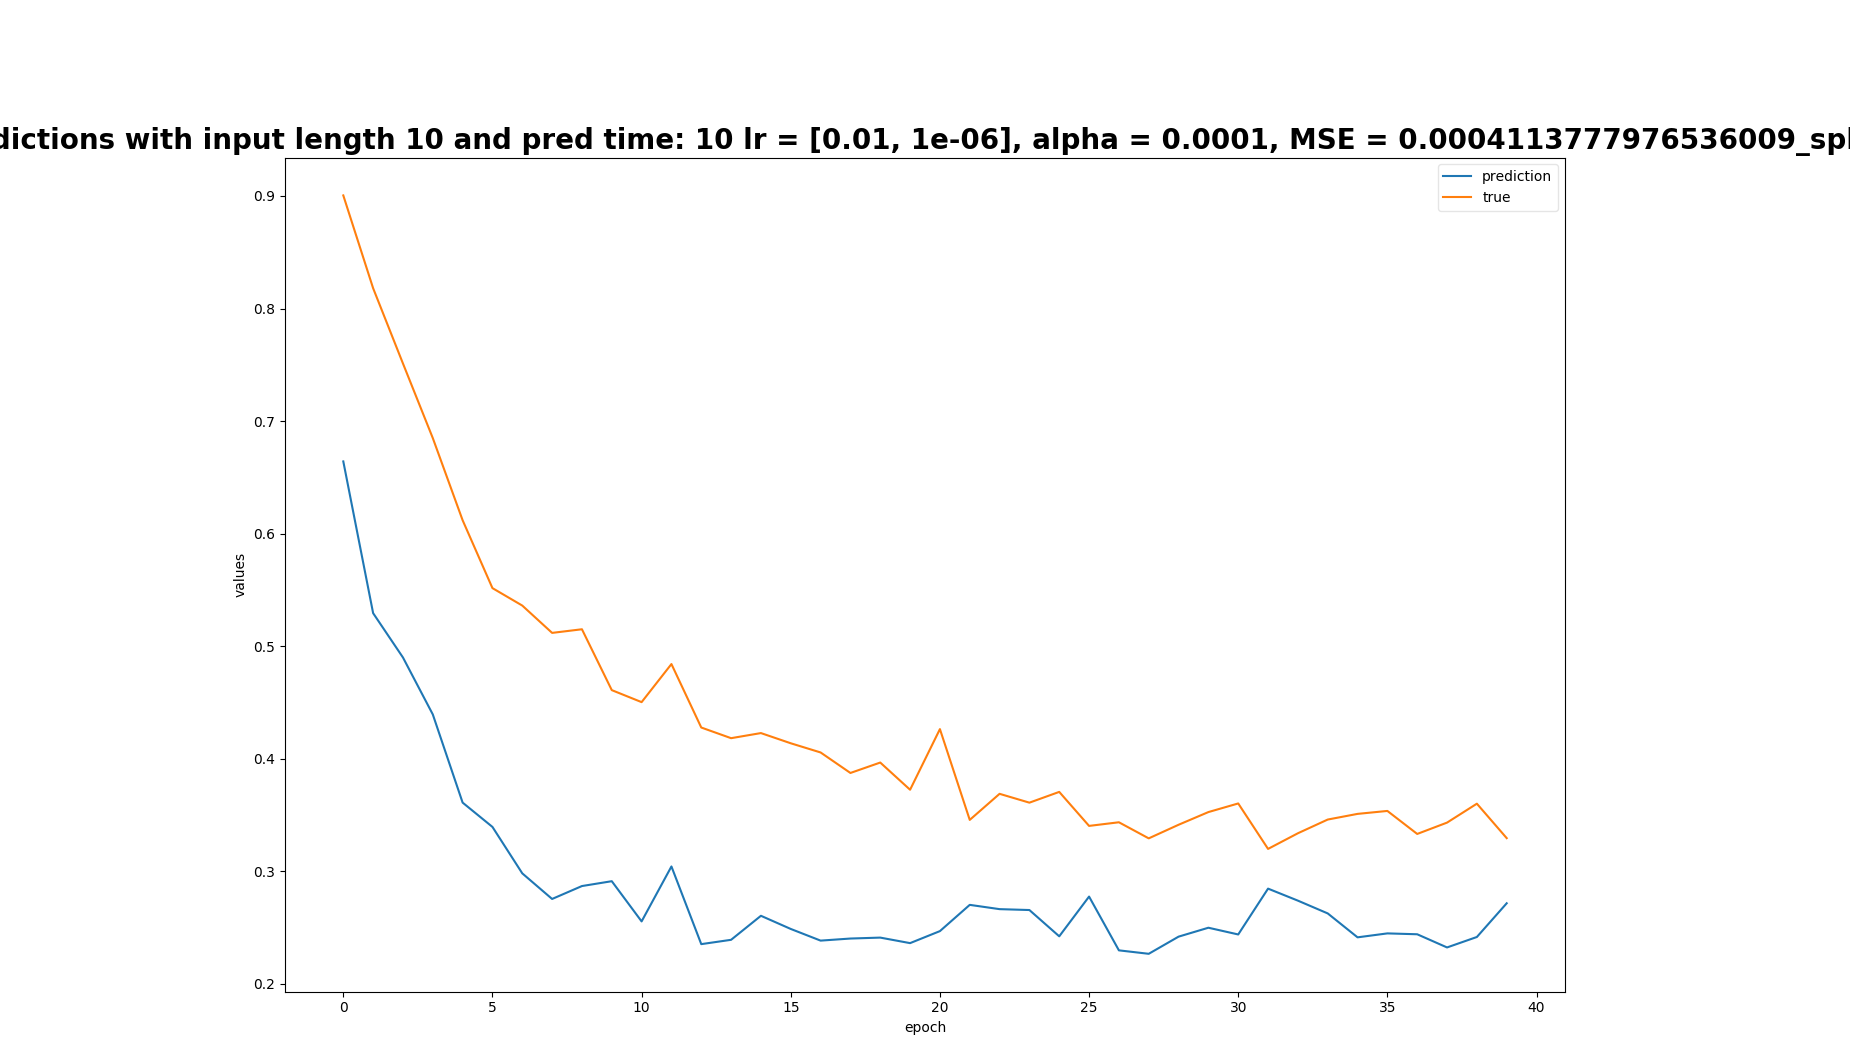 dictions with input length 10 and pred time: 10 lr = [0.01, 1e-06], alpha = 0.0001, MSE = 0.0004113777976536009_spl
prediction
true
0.9
0.8
0.7
0.6
0.5
0.4
0.3
0.2
values
0 5 10 15 20 25 30 35 40
epoch